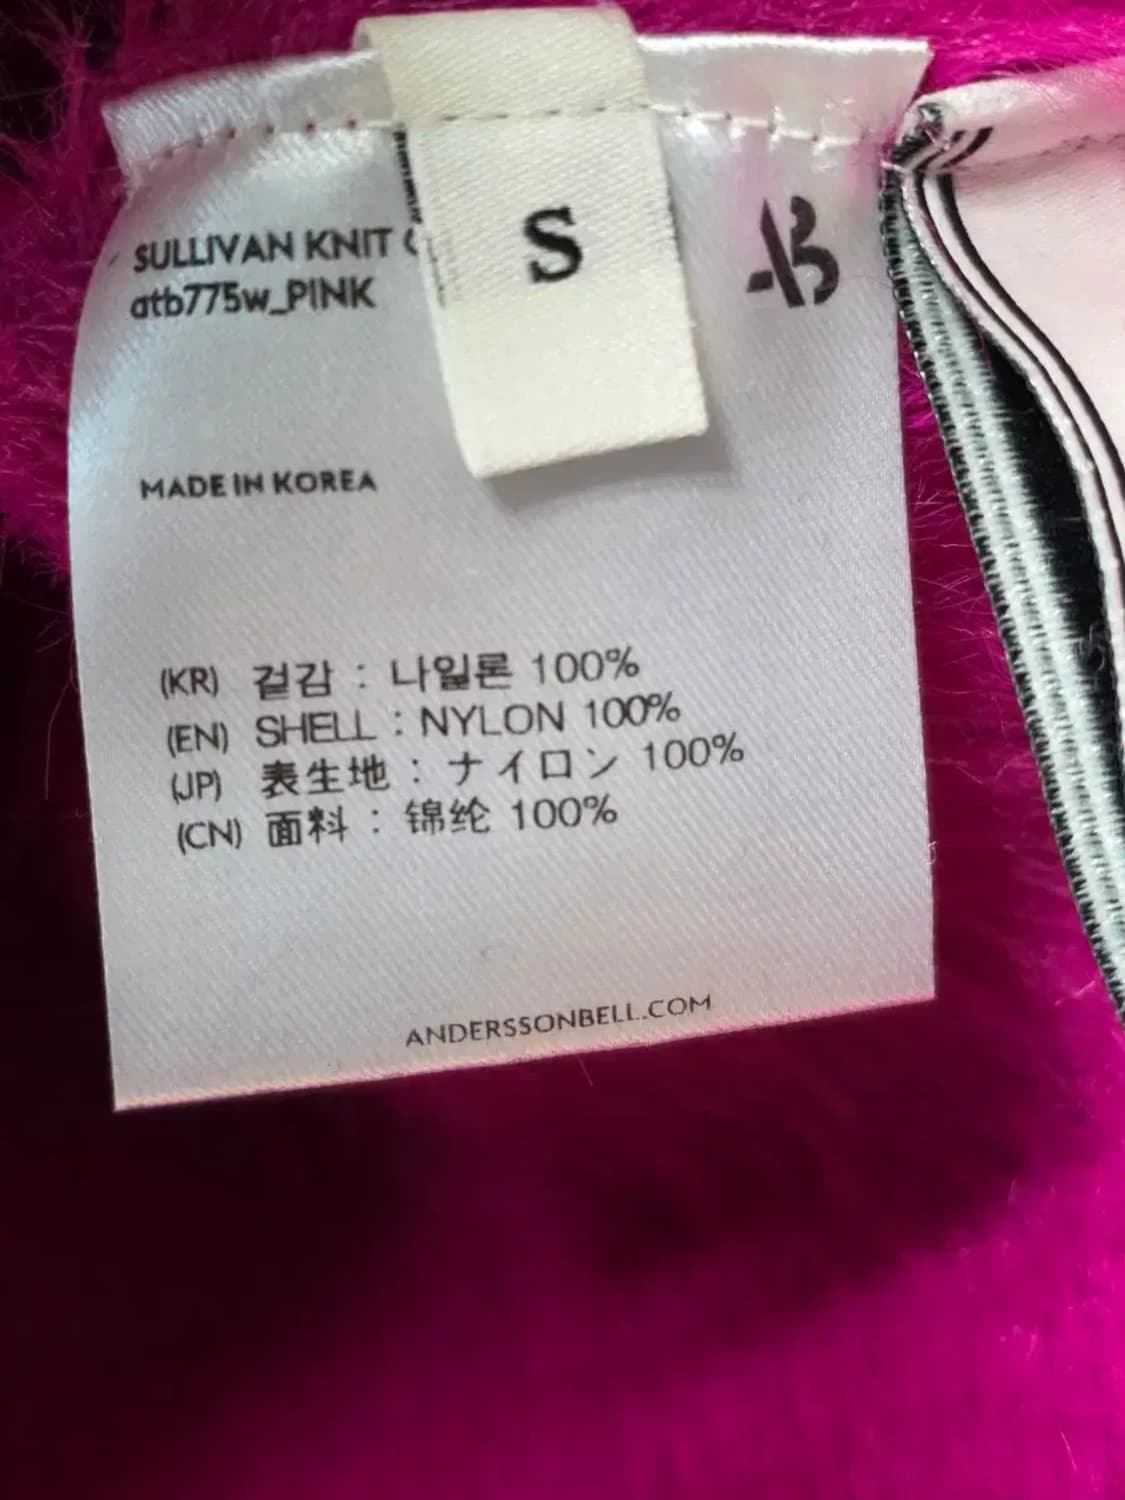 S
AB
SULLIVAN KNIT
atb775w_PINK
MADE IN KOREA
(KR) 겉감 : 나일론 100%
(EN) SHELL : NYLON 100%
(JP) 表生地 : ナイロン 100%
(CN) 面料 : 锦纶 100%
ANDERSSONBELL.COM